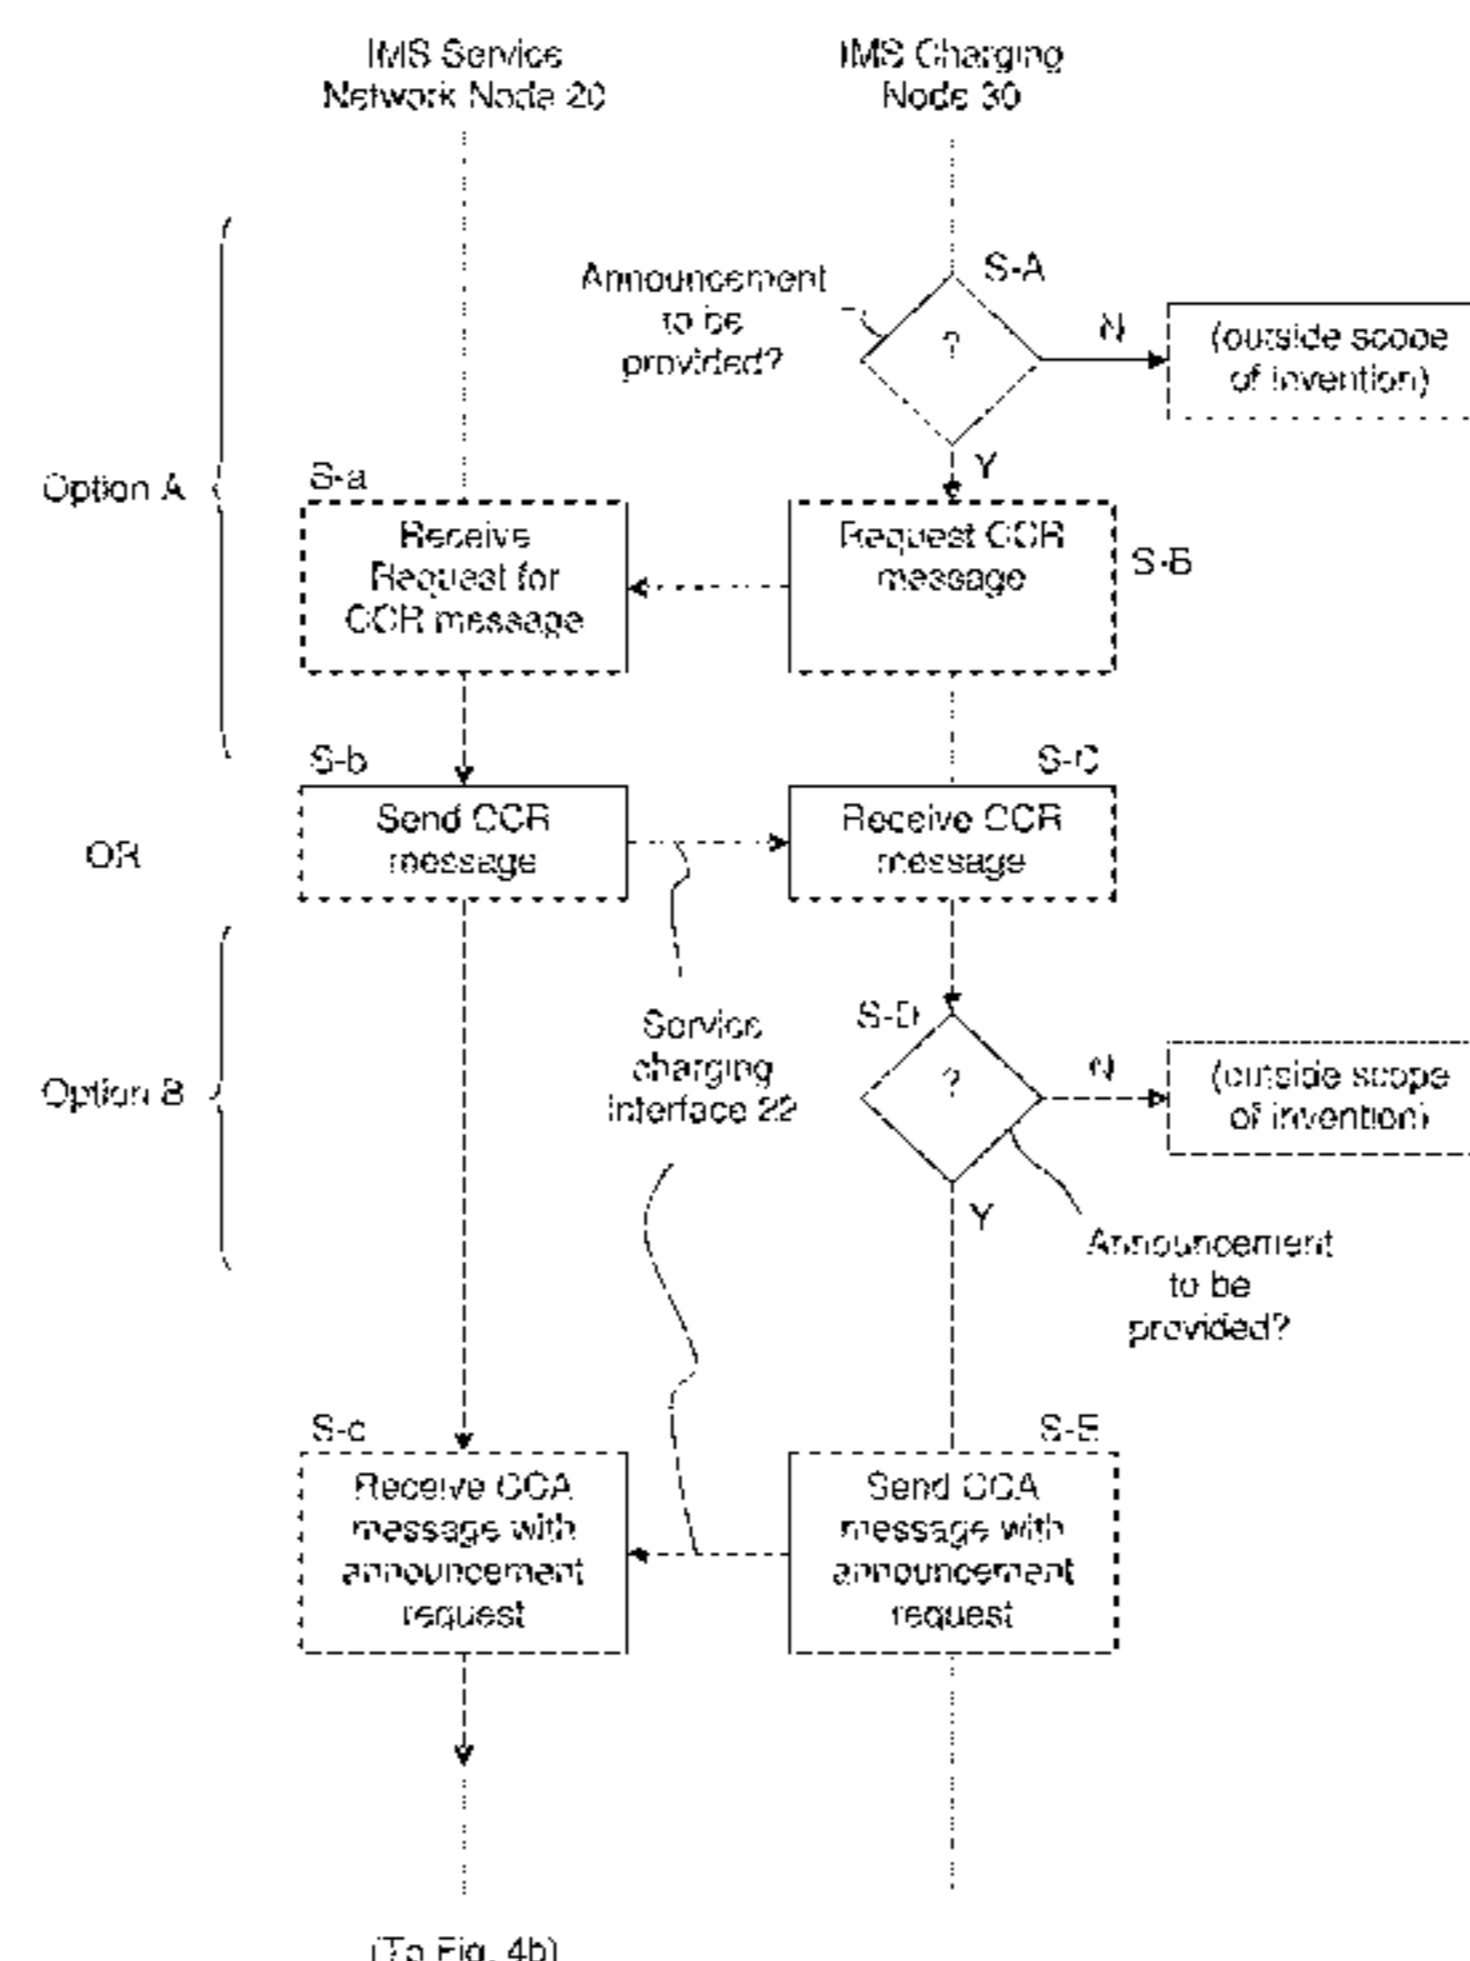 IMS Service
Network Node 20
IMS Charging
Node 30
S-A
Announcement
to be
provided?
?
N
(outside scope
of invention)
Y
Option A
S-a
Receive
Request for
CCR message
Request CCR
message
S-B
S-b
Send CCR
message
S-C
Receive CCR
message
OR
Option B
Service
charging
interface 22
S-D
?
N
(outside scope
of invention)
Y
Announcement
to be
provided?
S-c
Receive CCA
message with
announcement
request
S-E
Send CCA
message with
announcement
request
(To Fig. 4b)